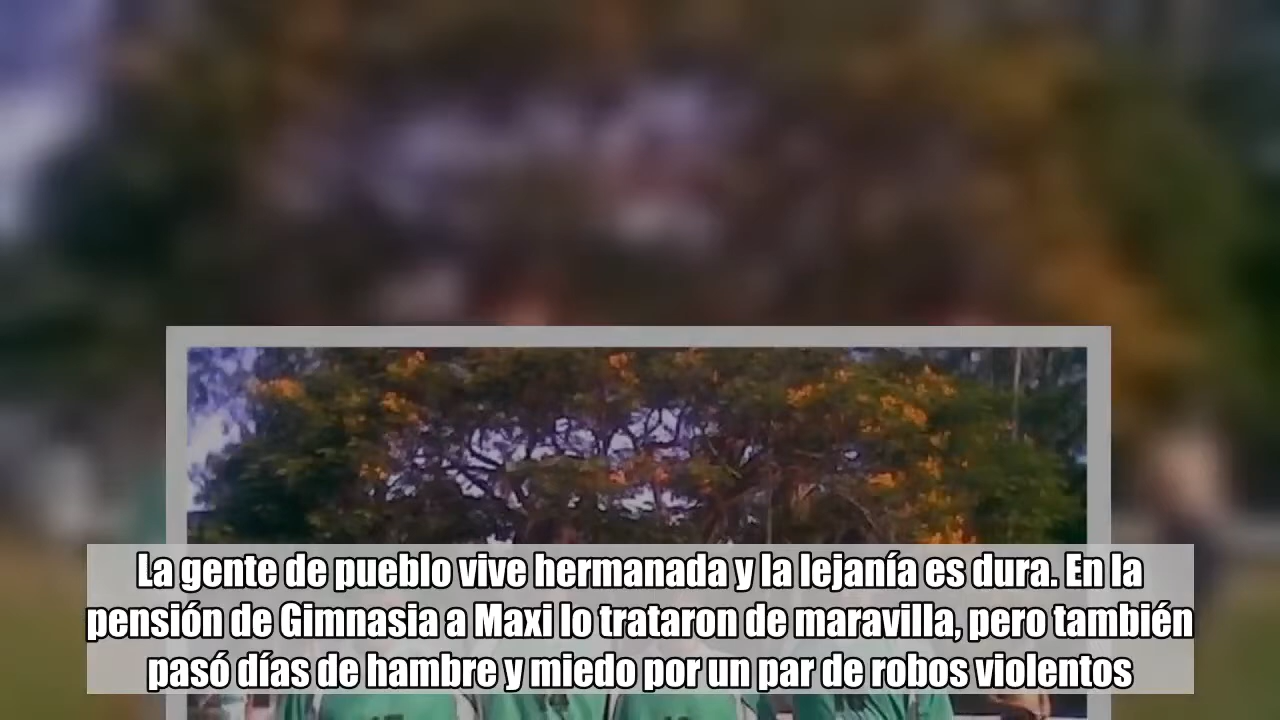 La gente de pueblo vive hermanada y la lejanía es dura. En la
pensión de Gimnasia a Maxi lo trataron de maravilla, pero también
pasó días de hambre y miedo por un par de robos violentos